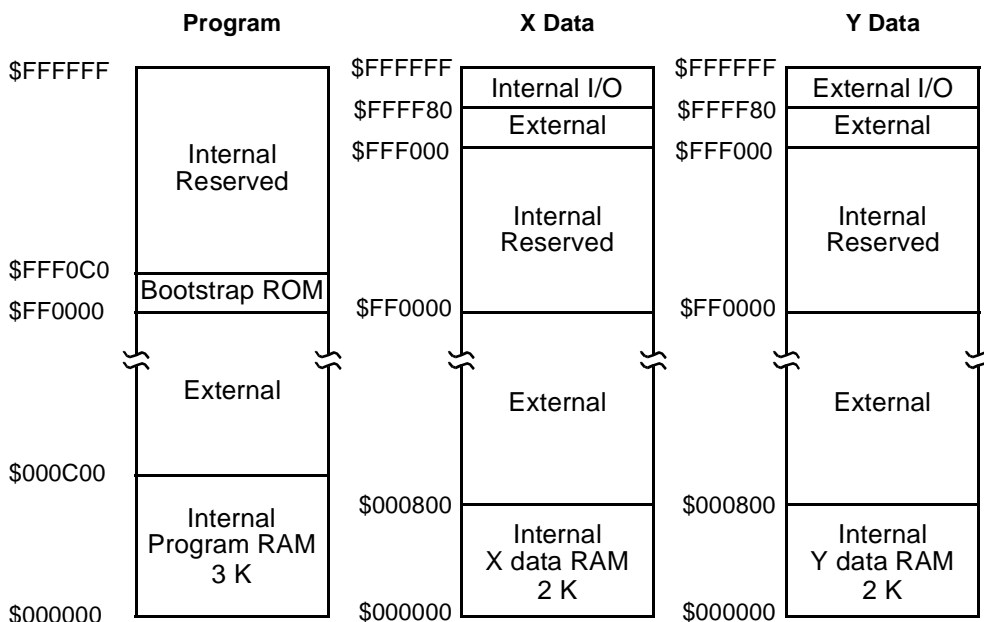 Program
$FFFFFF
Internal
Reserved
$FFF0C0
Bootstrap ROM
$FF0000
External
$000C00
Internal
Program RAM
3 K
$000000
X Data
$FFFFFF
Internal I/O
$FFFF80
External
$FFF000
Internal
Reserved
$FF0000
External
$000800
Internal
X data RAM
2 K
$000000
Y Data
$FFFFFF
External I/O
$FFFF80
External
$FFF000
Internal
Reserved
$FF0000
External
$000800
Internal
Y data RAM
2 K
$000000